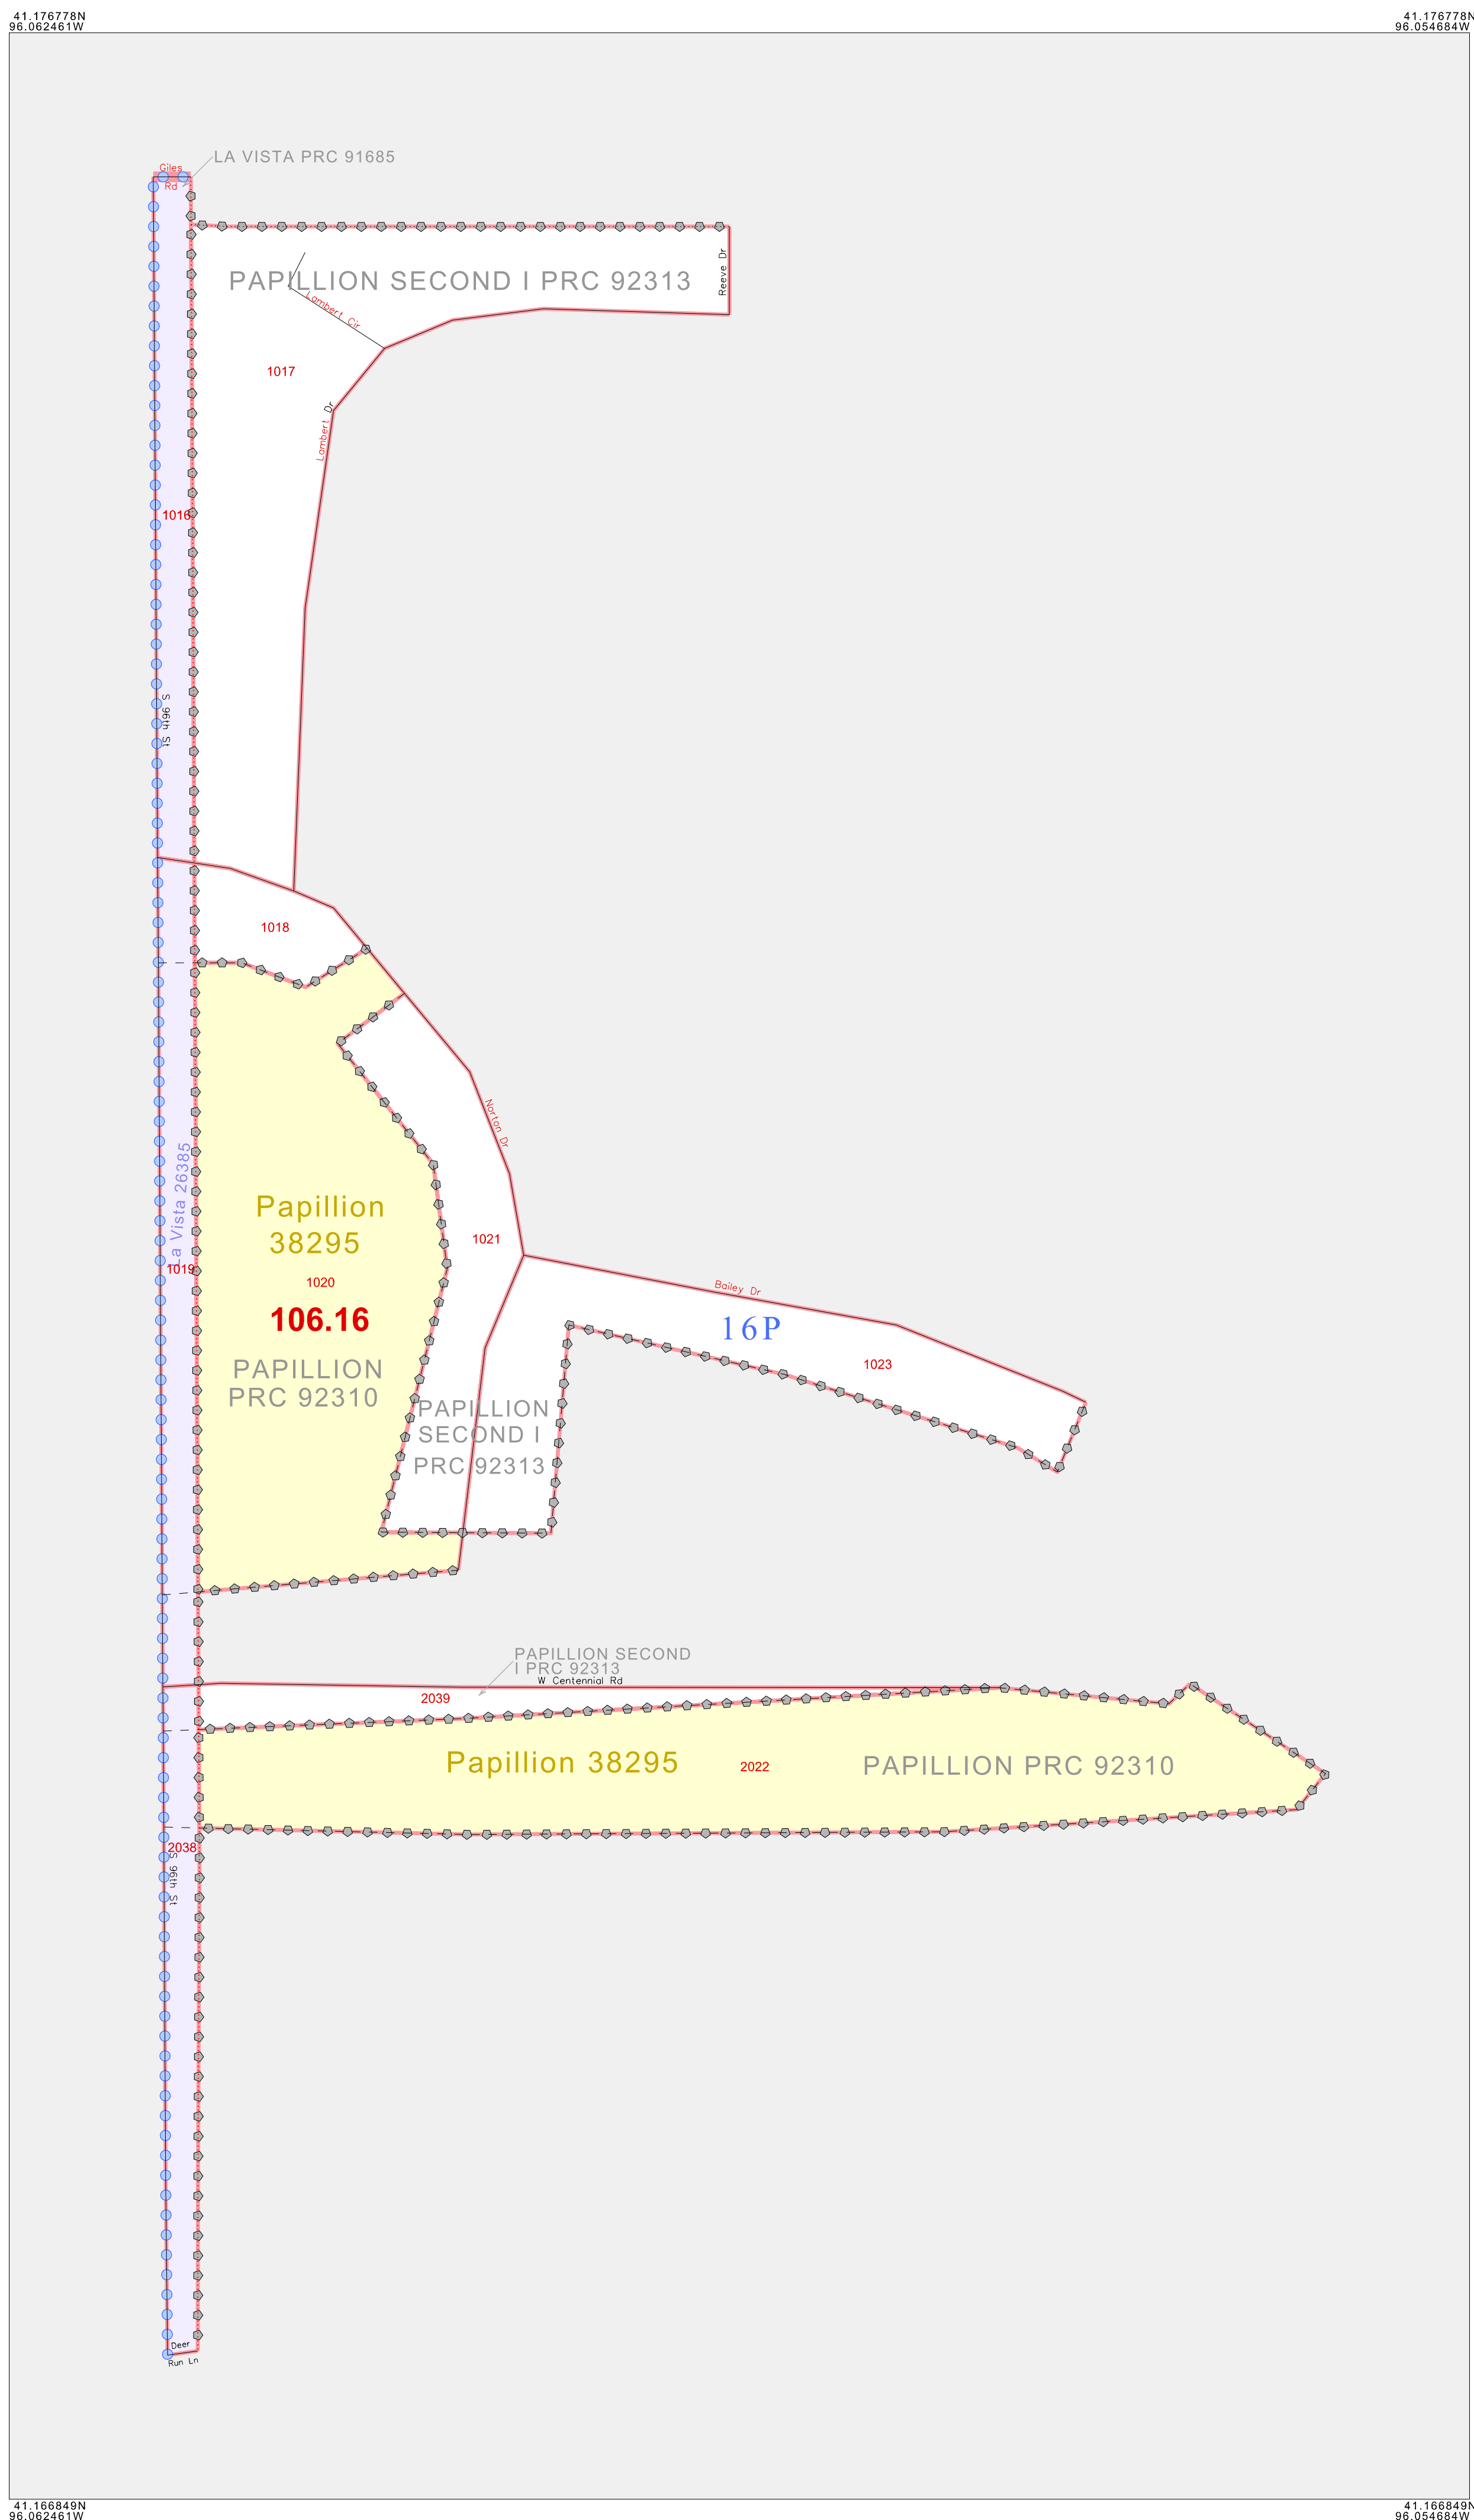 41.176778N
96.062461W
41.176778N
96.054684W
LA VISTA PRC 91685
Giles
Rd
PAPILLION SECOND I PRC 92313
Reeve Dr
Lambert Cir
1017
Lambert Dr
1016
S 96th St
1018
Norton Dr
La Vista 26385
Papillion
38295
1021
1019
1020
106.16
Bailey Dr
16P
1023
PAPILLION
PRC 92310
PAPILLION
SECOND I
PRC 92313
PAPILLION SECOND
I PRC 92313
W Centennial Rd
2039
Papillion 38295
2022
PAPILLION PRC 92310
2038
S 96th St
Deer
Run Ln
41.166849N
96.062461W
41.166849N
96.054684W